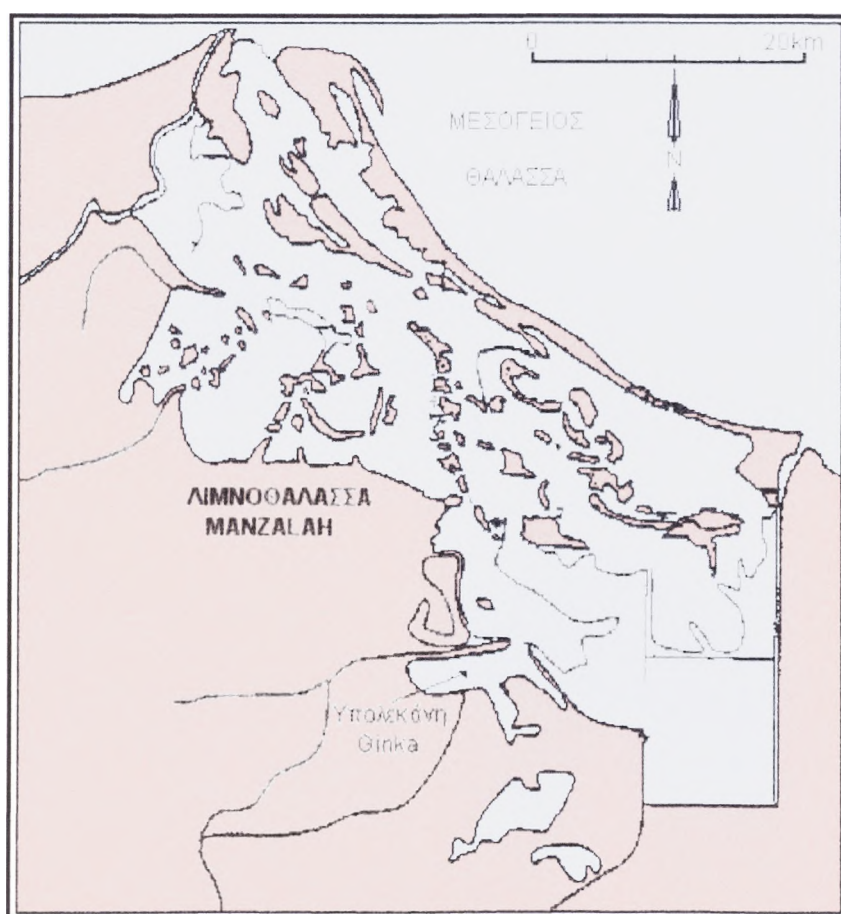 0 20km
ΜΕΣΟΓΕΙΟΣ
ΘΑΛΑΣΣΑ
N
ΛΙΜΝΟΘΑΛΑΣΣΑ
MANZALAH
Υπολεκάνη
Ginka